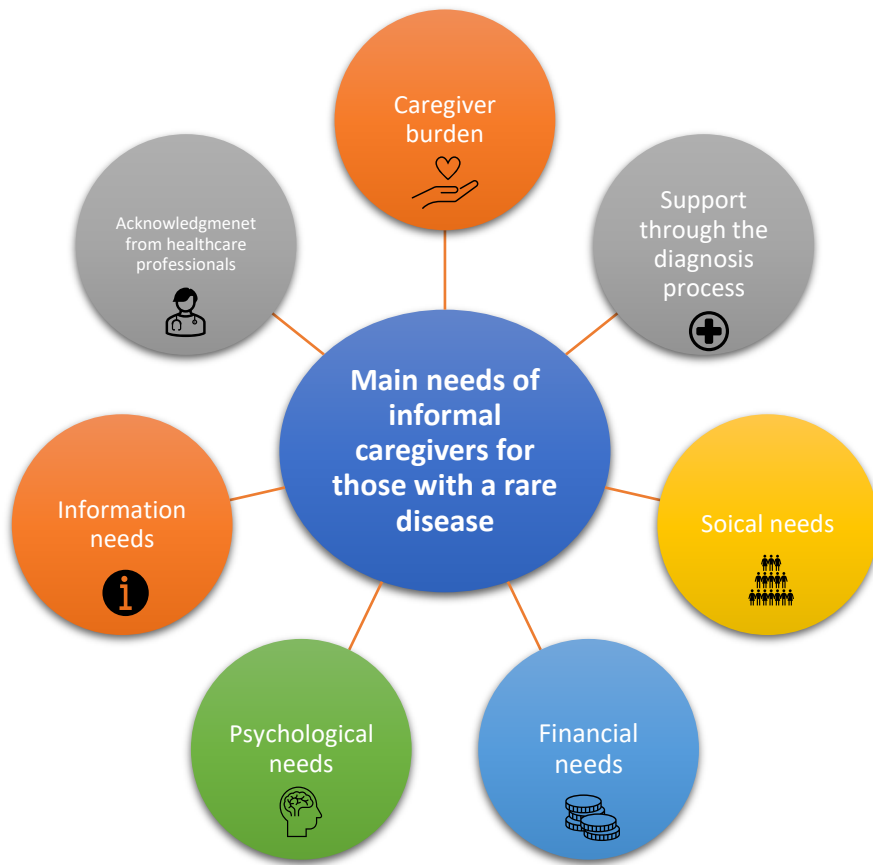 Caregiver
burden
Support
through the
diagnosis
process
Soical needs
Financial
needs
Psychological
needs
Information
needs
i
Acknowledgmenet
from healthcare
professionals
Main needs of
informal
caregivers for
those with a rare
disease